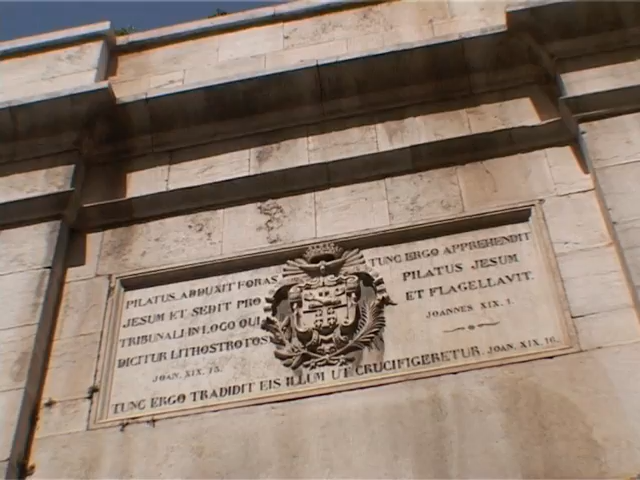 PILATUS ADDUXIT FORAS
JESUM ET SEDIT PRO
TRIBUNALI IN LOGO QUI
DICITUR LITHOSTROTOS
JOAN. XIX. 13.
TUNC ERGO APPREHENDIT
PILATUS JESUM
ET FLAGELLAVIT.
JOANNES XIX. 1.
TUNC ERGO TRADIDIT EIS ILLUM UT CRUCIFIGERETUR. JOAN. XIX. 16.